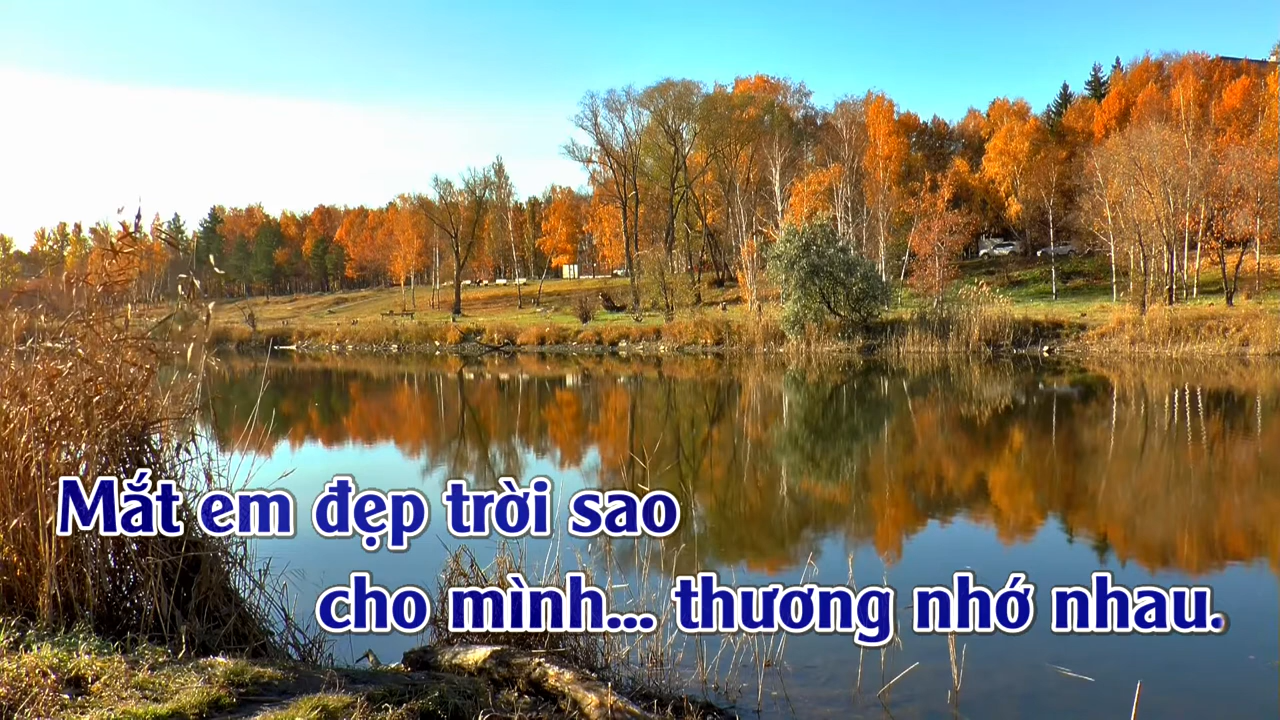 Mắt em đẹp trời sao
cho mình... thương nhớ nhau.